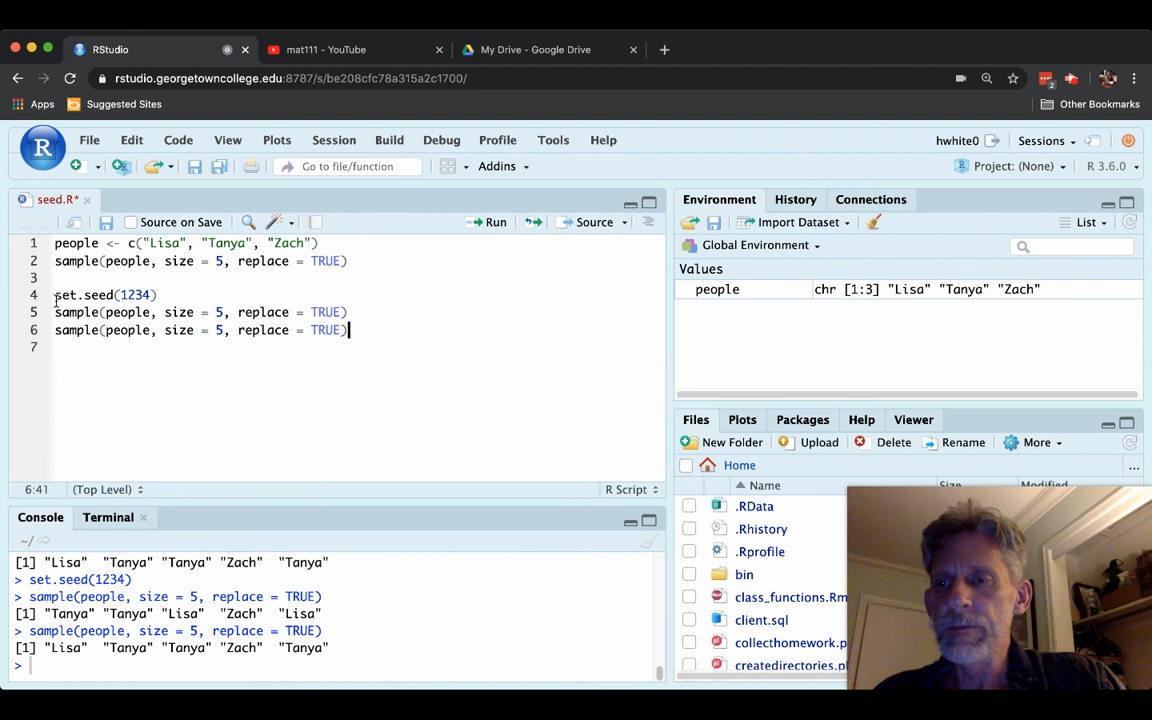 RStudio
mat111 - YouTube
My Drive - Google Drive
rstudio.georgetowncollege.edu:8787/s/be208cfc78a315a2c1700/
2
Apps
Suggested Sites
Other Bookmarks
R
File Edit Code View Plots Session Build Debug Profile Tools Help
hwhite0
Sessions
Go to file/function
Addins
Project: (None)
R 3.6.0
seed.R*
Source on Save
Run
Source
1 people <- c("Lisa", "Tanya", "Zach")
2 sample(people, size = 5, replace = TRUE)
3
4 set.seed(1234)
5 sample(people, size = 5, replace = TRUE)
6 sample(people, size = 5, replace = TRUE)
7
6:41 (Top Level) R Script
Console Terminal
~/
[1] "Lisa"  "Tanya" "Tanya" "Zach"  "Tanya"
> set.seed(1234)
> sample(people, size = 5, replace = TRUE)
[1] "Tanya" "Tanya" "Lisa"  "Zach"  "Lisa"
> sample(people, size = 5, replace = TRUE)
[1] "Lisa"  "Tanya" "Tanya" "Zach"  "Tanya"
>
Environment History Connections
Import Dataset
List
Global Environment
Values
people chr [1:3] "Lisa" "Tanya" "Zach"
Files Plots Packages Help Viewer
New Folder Upload Delete Rename More
Home
...
Name Size Modified
.RData
.Rhistory
.Rprofile
bin
class_functions.Rm
client.sql
collecthomework.p
createdirectories.pl